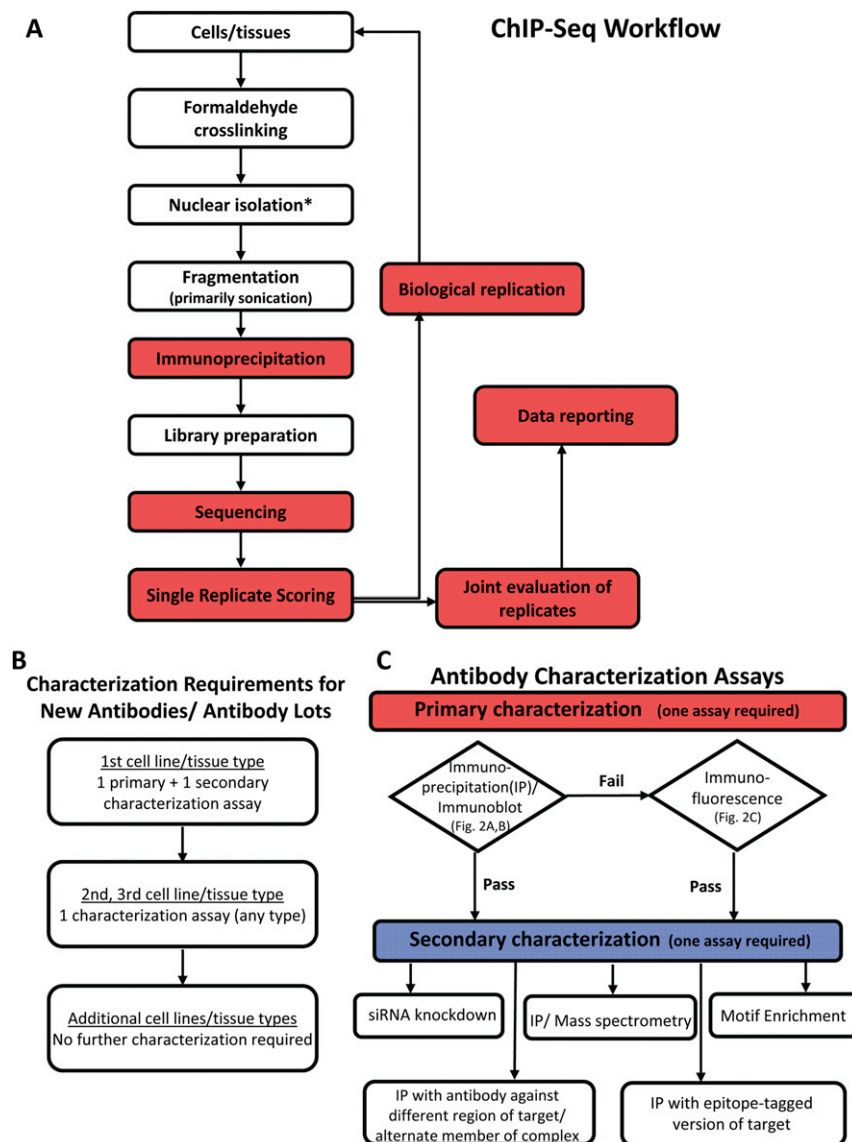 A
ChIP-Seq Workflow
Cells/tissues
Formaldehyde
crosslinking
Nuclear isolation*
Fragmentation
(primarily sonication)
Biological replication
Immunoprecipitation
Data reporting
Library preparation
Sequencing
Single Replicate Scoring
Joint evaluation of
replicates
B
Characterization Requirements for
New Antibodies/ Antibody Lots
1st cell line/tissue type
1 primary + 1 secondary
characterization assay
2nd, 3rd cell line/tissue type
1 characterization assay (any type)
Additional cell lines/tissue types
No further characterization required
C
Antibody Characterization Assays
Primary characterization (one assay required)
Immuno-
precipitation(IP)/
Immunoblot
(Fig. 2A,B)
Fail
Immuno-
fluorescence
(Fig. 2C)
Pass
Pass
Secondary characterization (one assay required)
siRNA knockdown
IP/ Mass spectrometry
Motif Enrichment
IP with antibody against
different region of target/
alternate member of complex
IP with epitope-tagged
version of target